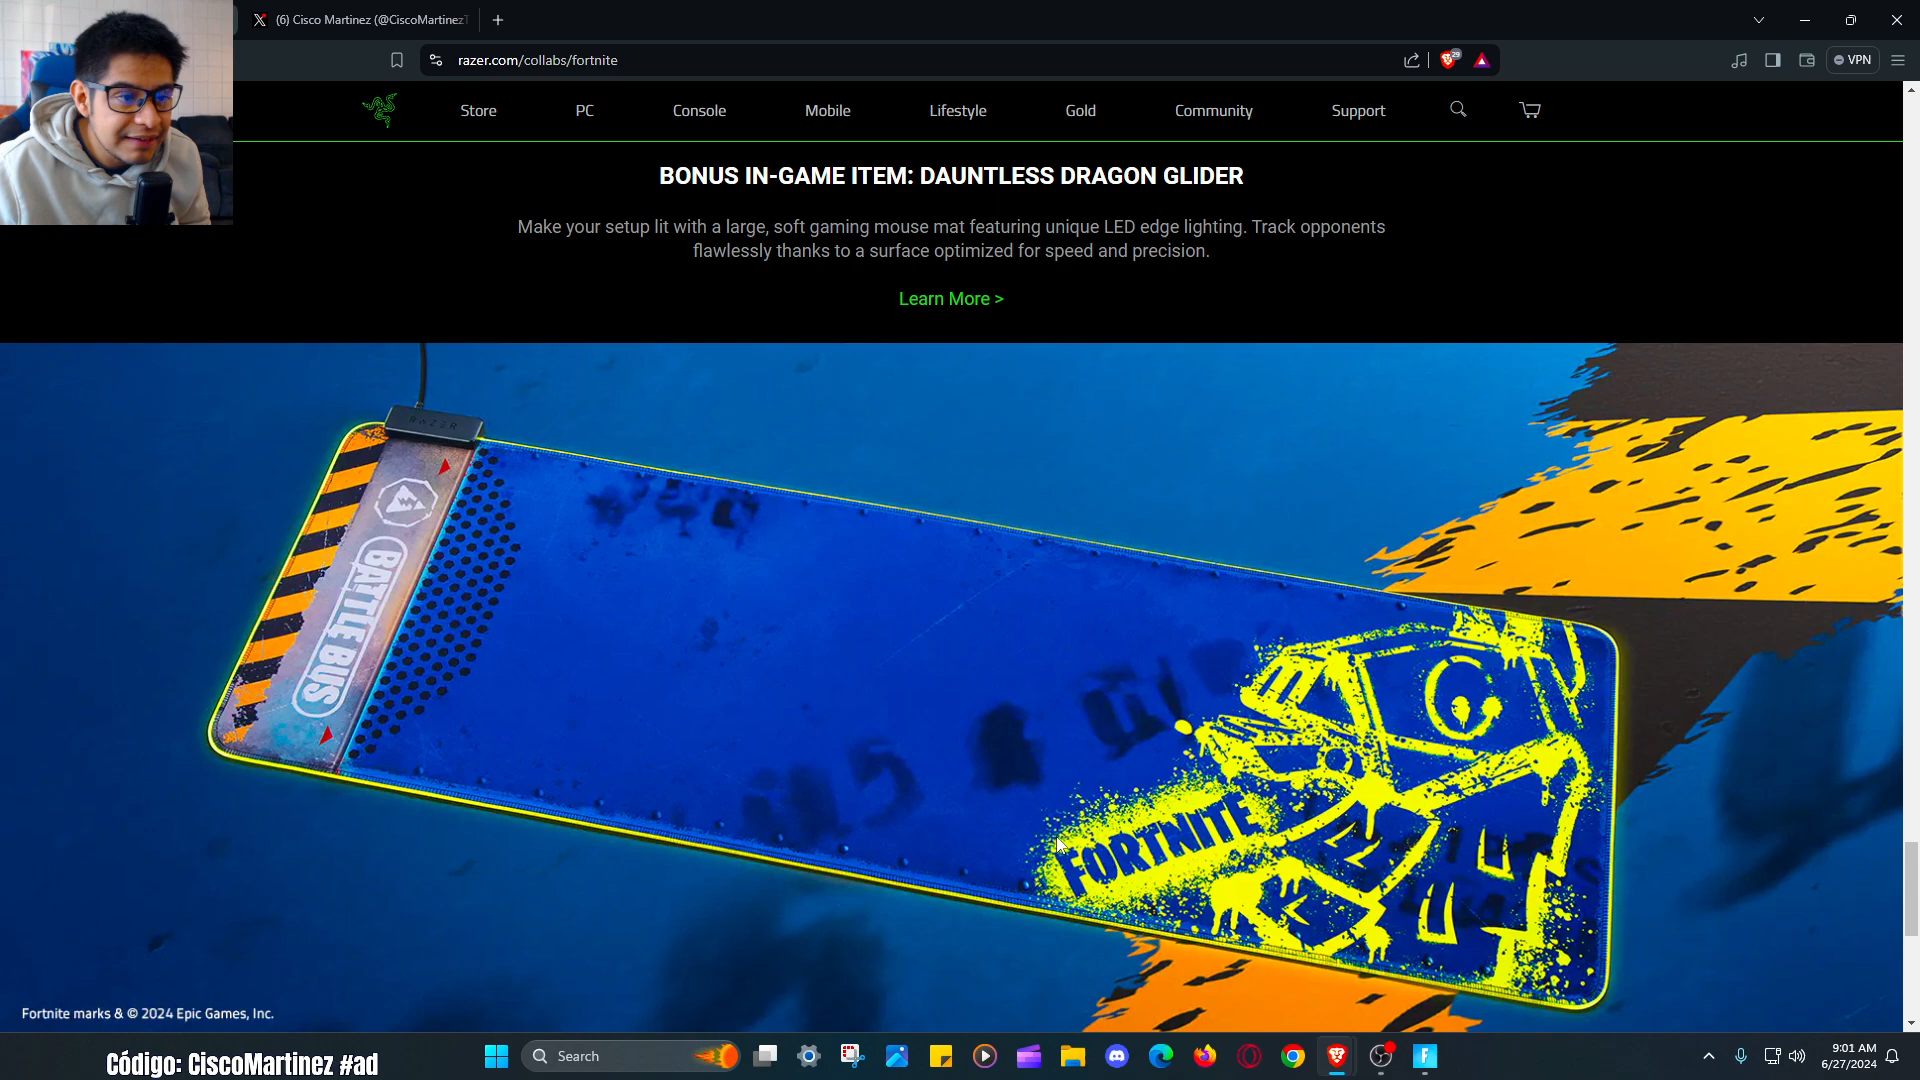 (6) Cisco Martinez (@CiscoMartinezT
razer.com/collabs/fortnite
29
VPN
Store PC Console Mobile Lifestyle Gold Community Support
BONUS IN-GAME ITEM: DAUNTLESS DRAGON GLIDER
Make your setup lit with a large, soft gaming mouse mat featuring unique LED edge lighting. Track opponents
flawlessly thanks to a surface optimized for speed and precision.
Learn More >
RAZER
BATTLE BUS
FORTNITE
Fortnite marks & © 2024 Epic Games, Inc.
Código: CiscoMartinez #ad
Search
9:01 AM
6/27/2024